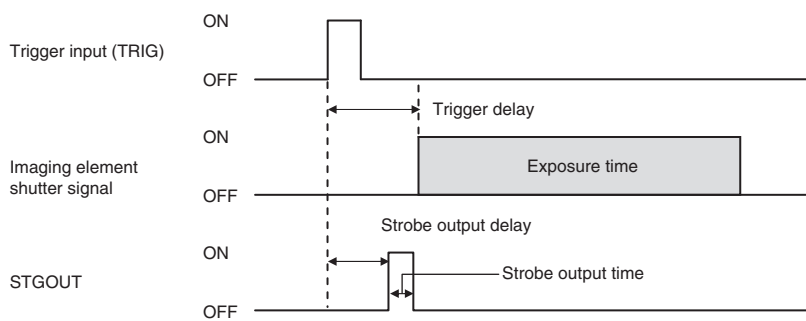 ON
Trigger input (TRIG)
OFF
Trigger delay
ON
Imaging element
shutter signal
Exposure time
OFF
Strobe output delay
ON
STGOUT
Strobe output time
OFF